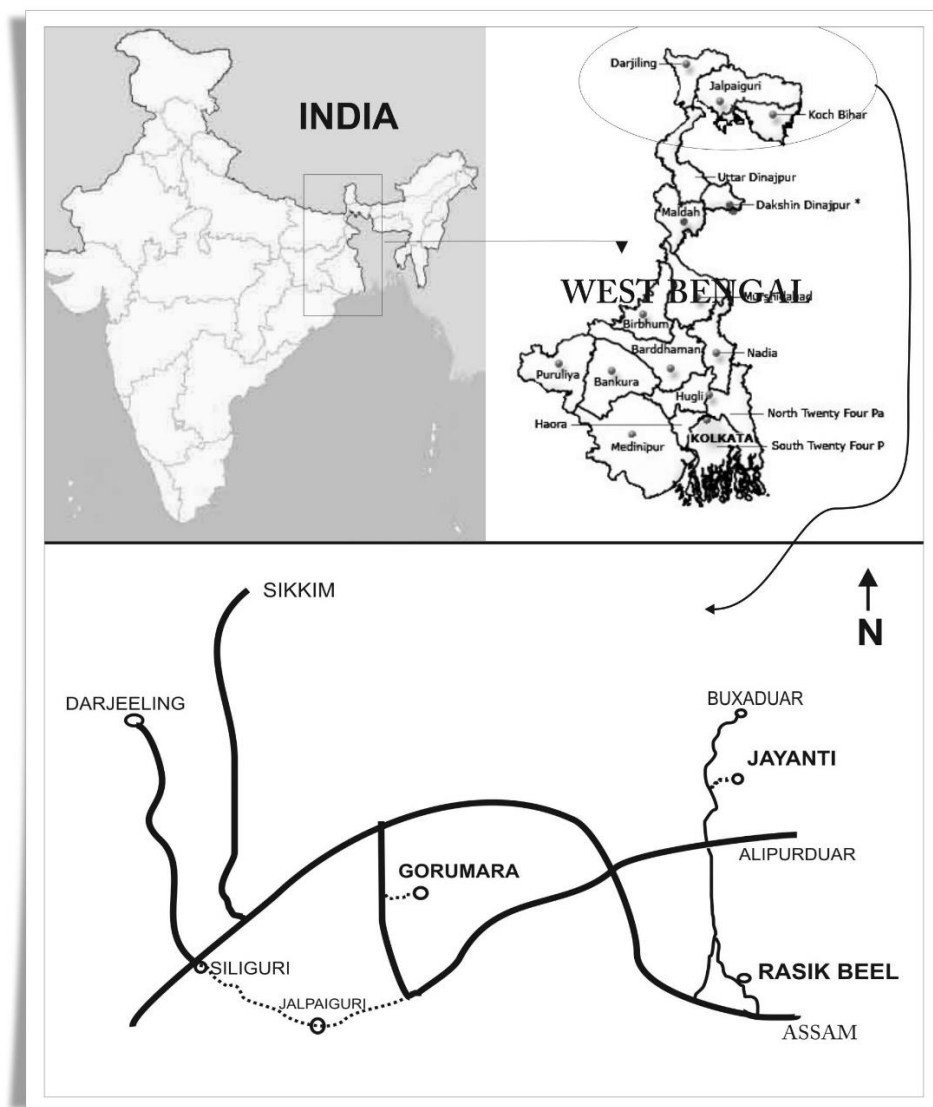 INDIA
Darjiling
Jalpaiguri
Koch Bihar
Uttar Dinajpur
Dakshin Dinajpur *
Maldah
WEST BENGAL
Murshidabad
Birbhum
Barddhaman
Nadia
Puruliya
Bankura
Hugli
North Twenty Four Pa
Haora
KOLKATA
Medinipur
South Twenty Four P
SIKKIM
N
DARJEELING
BUXADUAR
JAYANTI
ALIPURDUAR
GORUMARA
SILIGURI
RASIK BEEL
JALPAIGURI
ASSAM